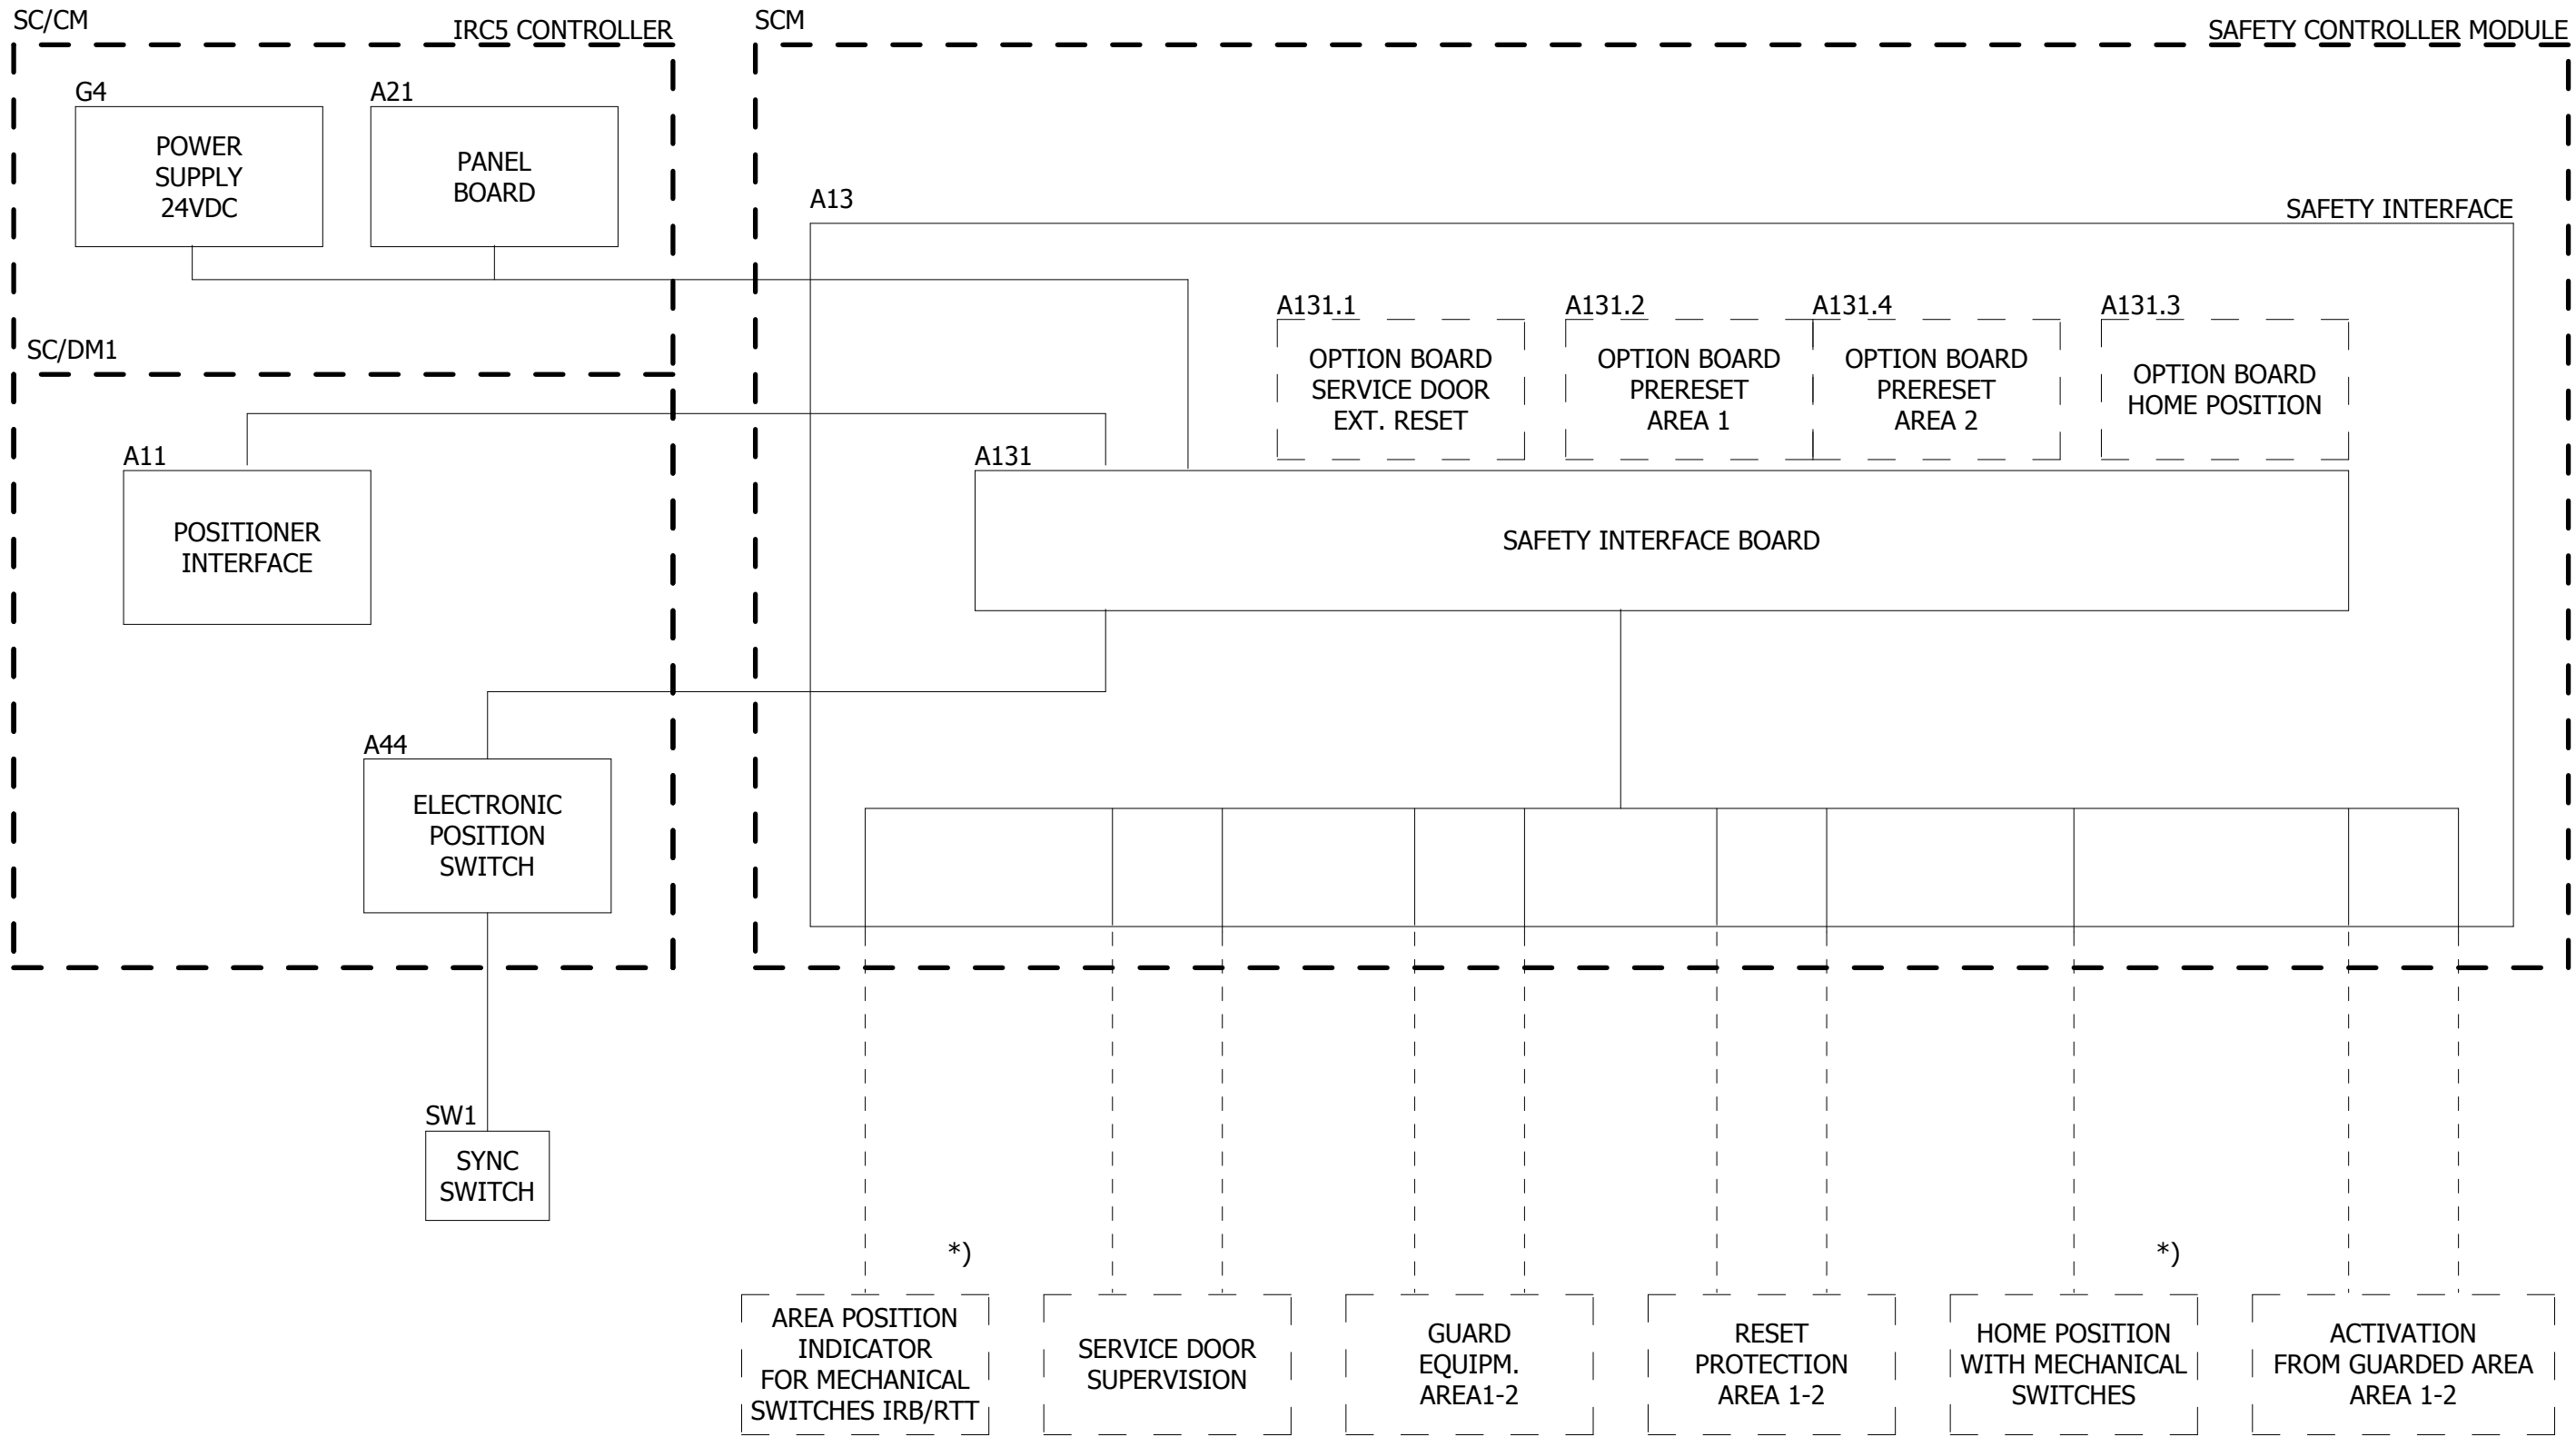 SC/CM
IRC5 CONTROLLER
G4
POWER
SUPPLY
24VDC
A21
PANEL
BOARD
SC/DM1
A11
POSITIONER
INTERFACE
A44
ELECTRONIC
POSITION
SWITCH
SW1
SYNC
SWITCH
SCM
SAFETY CONTROLLER MODULE
A13
SAFETY INTERFACE
A131.1
OPTION BOARD
SERVICE DOOR
EXT. RESET
A131.2
OPTION BOARD
PRERESET
AREA 1
A131.4
OPTION BOARD
PRERESET
AREA 2
A131.3
OPTION BOARD
HOME POSITION
A131
SAFETY INTERFACE BOARD
*)
AREA POSITION
INDICATOR
FOR MECHANICAL
SWITCHES IRB/RTT
SERVICE DOOR
SUPERVISION
GUARD
EQUIPM.
AREA1-2
RESET
PROTECTION
AREA 1-2
*)
HOME POSITION
WITH MECHANICAL
SWITCHES
ACTIVATION
FROM GUARDED AREA
AREA 1-2